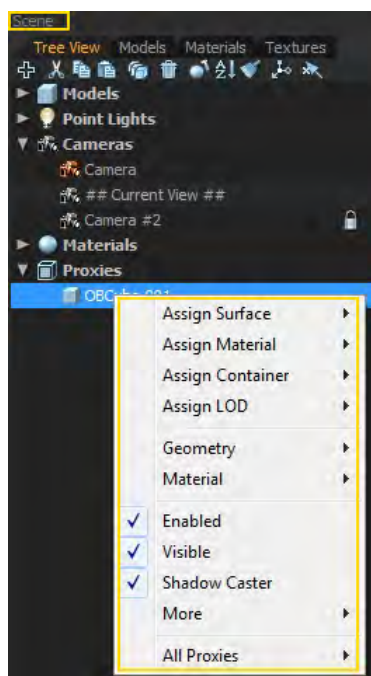 Scene
Tree View Models Materials Textures
Models
Point Lights
Cameras
Camera
## Current View ##
Camera #2
Materials
Proxies
Assign Surface
Assign Material
Assign Container
Assign LOD
Geometry
Material
Enabled
Visible
Shadow Caster
More
All Proxies